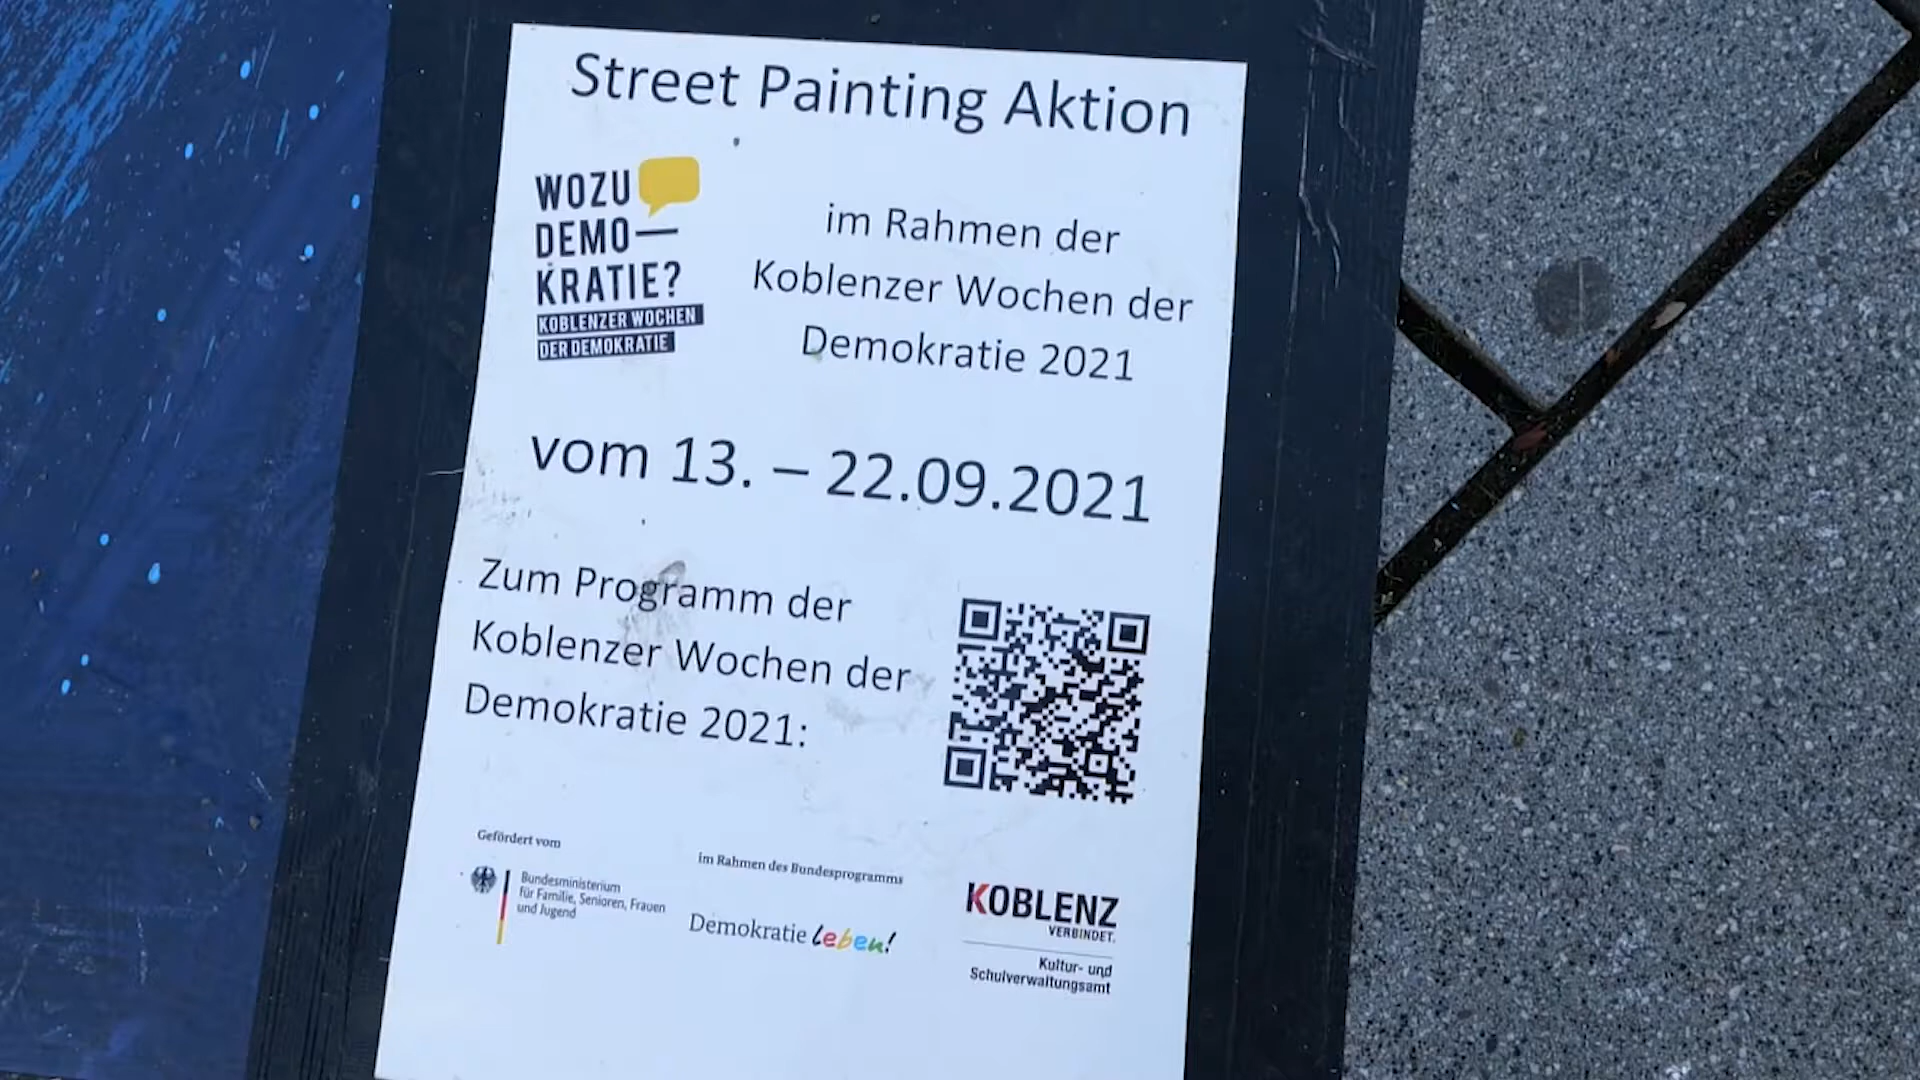 Street Painting Aktion
WOZU
DEMO—
KRATIE?
KOBLENZER WOCHEN
DER DEMOKRATIE
im Rahmen der
Koblenzer Wochen der
Demokratie 2021
vom 13. – 22.09.2021
Zum Programm der
Koblenzer Wochen der
Demokratie 2021:
Gefördert vom
Bundesministerium
für Familie, Senioren, Frauen
und Jugend
im Rahmen des Bundesprogramms
Demokratie leben!
KOBLENZ
VERBINDET.
Kultur- und
Schulverwaltungsamt